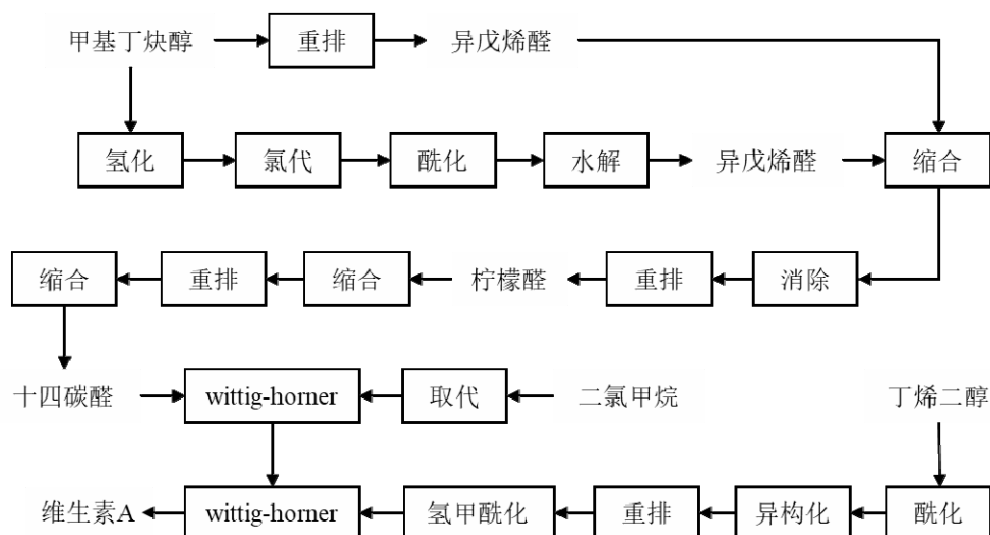 甲基丁炔醇 重排 异戊烯醛
氢化 氯代 酰化 水解 异戊烯醛 缩合
缩合 重排 缩合 柠檬醛 重排 消除
十四碳醛 wittig-horner 取代 二氯甲烷 丁烯二醇
维生素A wittig-horner 氢甲酰化 重排 异构化 酰化